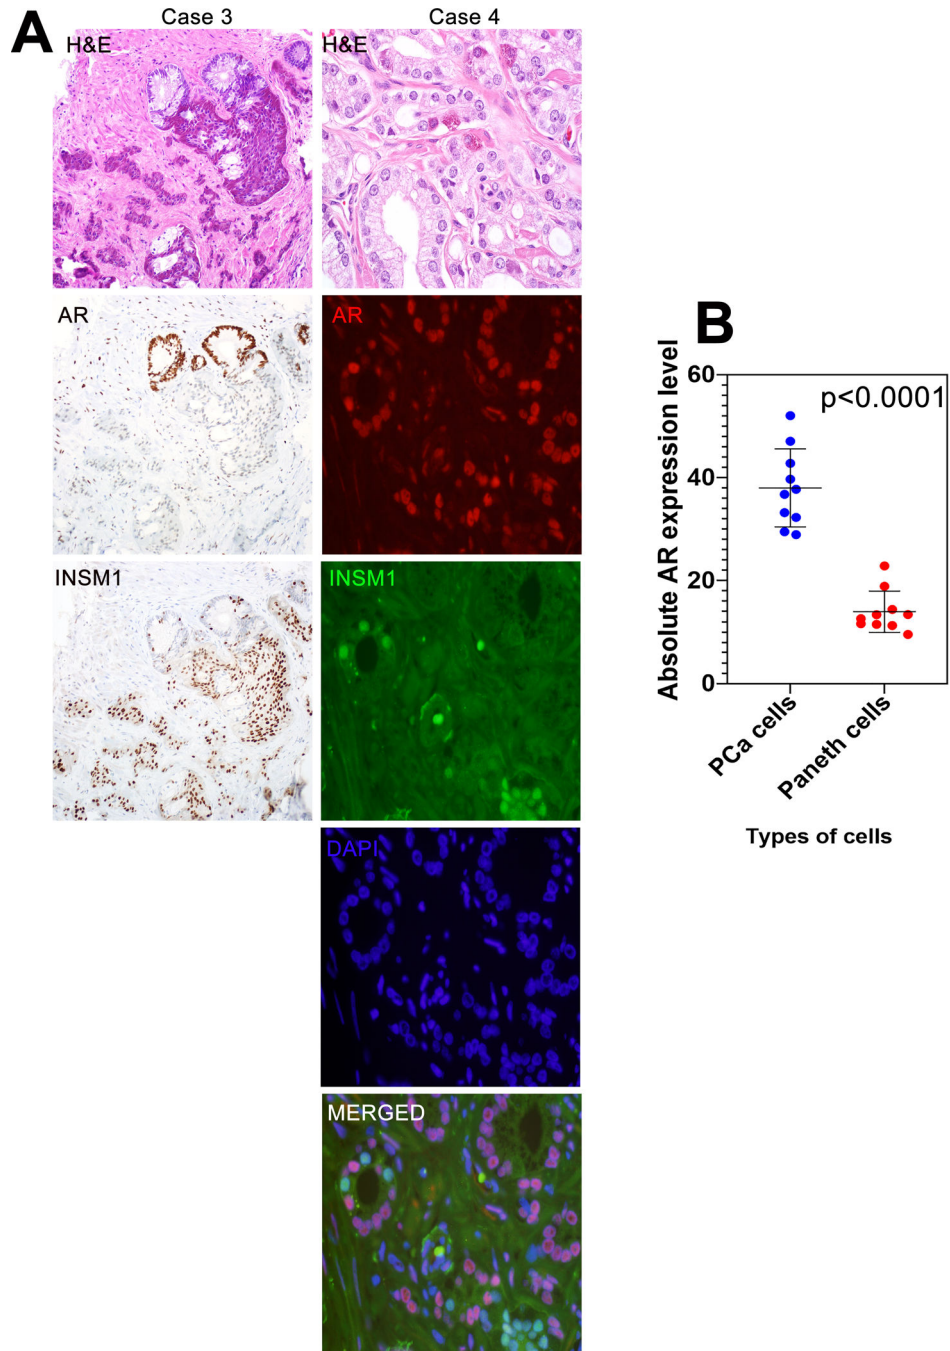 A
Case 3
Case 4
H&E
H&E
AR
AR
INSM1
INSM1
DAPI
MERGED
B
Absolute AR expression level
60
40
20
0
p<0.0001
PCa cells
Paneth cells
Types of cells